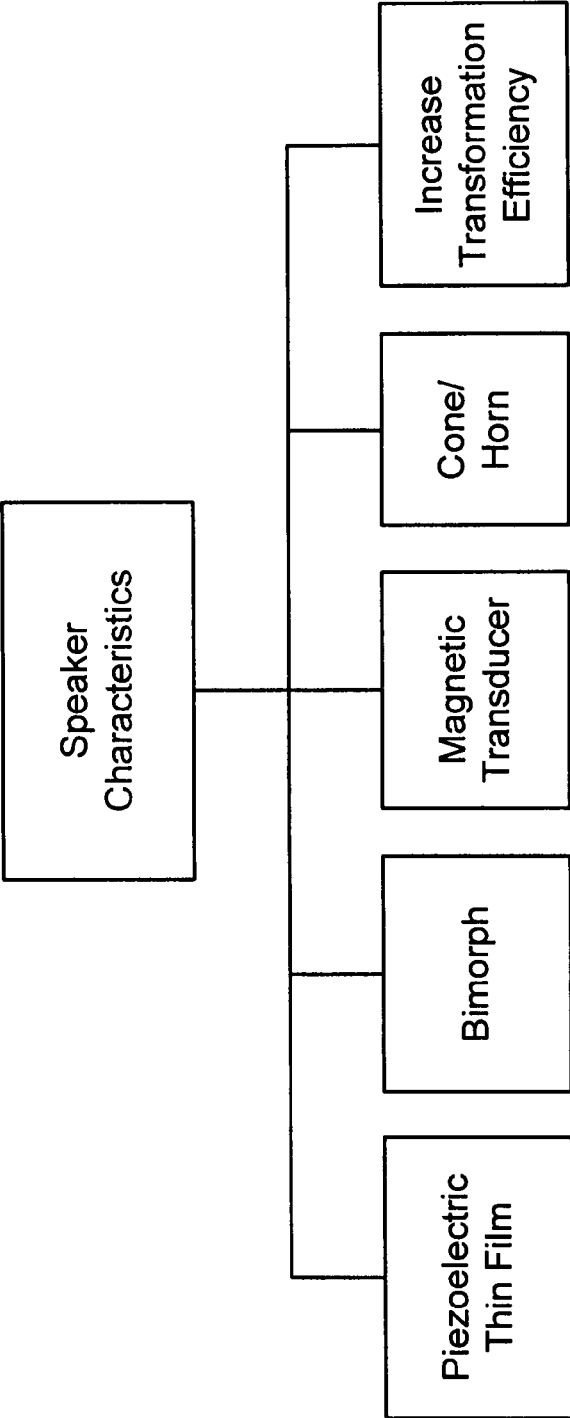 Speaker
Characteristics
Piezoelectric
Thin Film
Bimorph
Magnetic
Transducer
Cone/
Horn
Increase
Transformation
Efficiency